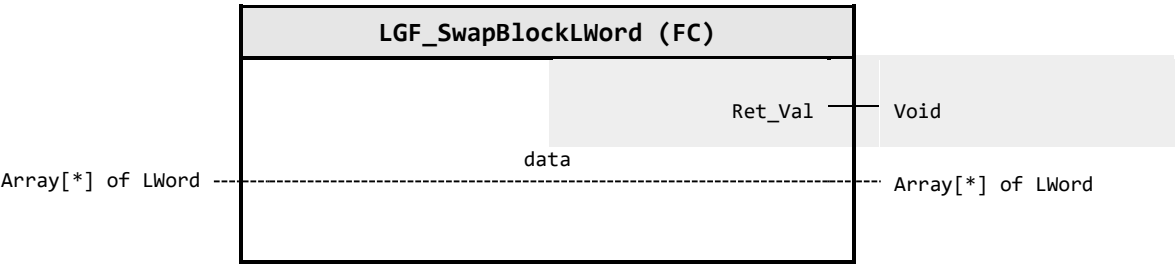 LGF_SwapBlockLWord (FC)
Ret_Val Void
data
Array[*] of LWord Array[*] of LWord